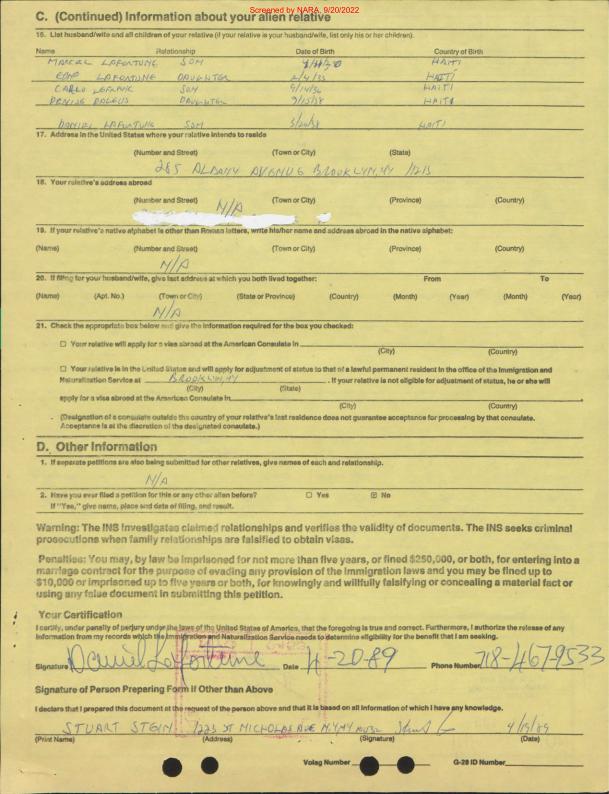 Screened by NARA, 9/20/2022
C. (Continued) Information about your alien relative
16. List husband/wife and all children of your relative (if your relative is your husband/wife, list only his or her children).
Name Relationship Date of Birth Country of Birth
MARCEL LAFORTUNE SON HAITI
LAFORTUNE DAUGHTER 2/4/33 HAITI
CARLO SON 9/14/36 HAITI
DENISE DAUGHTER 9/15/38 HAITI
DANIEL LAFORTUNE SON HAITI
17. Address in the United States where your relative intends to reside
(Number and Street) (Town or City) (State)
285 ALBANY AVENUE BROOKLYN, NY 11213
18. Your relative's address abroad
(Number and Street) (Town or City) (Province) (Country)
N/A
19. If your relative's native alphabet is other than Roman letters, write his/her name and address abroad in the native alphabet:
(Name) (Number and Street) (Town or City) (Province) (Country)
N/A
20. If filing for your husband/wife, give last address at which you both lived together: From To
(Name) (Apt. No.) (Town or City) (State or Province) (Country) (Month) (Year) (Month) (Year)
N/A
21. Check the appropriate box below and give the information required for the box you checked:
☐ Your relative will apply for a visa abroad at the American Consulate in
(City) (Country)
☐ Your relative is in the United States and will apply for adjustment of status to that of a lawful permanent resident in the office of the Immigration and
Naturalization Service at BROOKLYN, NY . If your relative is not eligible for adjustment of status, he or she will
(City) (State)
apply for a visa abroad at the American Consulate in
(City) (Country)
(Designation of a consulate outside the country of your relative's last residence does not guarantee acceptance for processing by that consulate.
Acceptance is at the discretion of the designated consulate.)
D. Other Information
1. If separate petitions are also being submitted for other relatives, give names of each and relationship.
N/A
2. Have you ever filed a petition for this or any other alien before? ☐ Yes ☒ No
If "Yes," give name, place and date of filing, and result.
Warning: The INS investigates claimed relationships and verifies the validity of documents. The INS seeks criminal
prosecutions when family relationships are falsified to obtain visas.
Penalties: You may, by law be imprisoned for not more than five years, or fined $250,000, or both, for entering into a
marriage contract for the purpose of evading any provision of the immigration laws and you may be fined up to
$10,000 or imprisoned up to five years or both, for knowingly and willfully falsifying or concealing a material fact or
using any false document in submitting this petition.
Your Certification
I certify, under penalty of perjury under the laws of the United States of America, that the foregoing is true and correct. Furthermore, I authorize the release of any
information from my records which the Immigration and Naturalization Service needs to determine eligibility for the benefit that I am seeking.
Signature Daniel Lafortune Date 4-20-89 Phone Number 718-467-9533
Signature of Person Preparing Form if Other than Above
I declare that I prepared this document at the request of the person above and that it is based on all information of which I have any knowledge.
STUART STEIN 1223 ST NICHOLAS AVE N.Y. NY 4/19/89
(Print Name) (Address) (Signature) (Date)
Volag Number G-28 ID Number